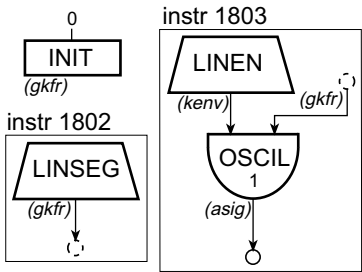 0
INIT
(gkfr)
instr 1802
LINSEG
(gkfr)
instr 1803
LINEN
(kenv)
(gkfr)
OSCIL
1
(asig)